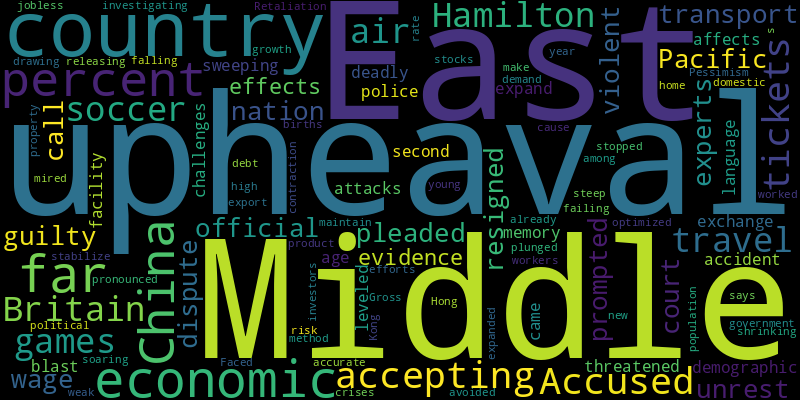 jobless investigating Retaliation
country East air Hamilton violent transport
growth rate stocks make year affects
drawing releasing falling sweeping deadly Pacific Pessimism s
percent effects police expand demand home domestic tickets
soccer nation
property call challenges upheaval cause experts language
births second stopped among
mired facility debt contraction
high export attacks young steep failing worked
guilty official maintain pleaded resigned memory already optimized exchange
travel
stabilize far china dispute product age evidence plunged workers prompted court accident
pronounced Middle efforts
Britain investors leveled Gross Hong came new population says
political risk Kong expanded government
games method shrinking
blast soaring Faced accurate threatened demographic
wage economic accepting Accused unrest
weak crises avoided